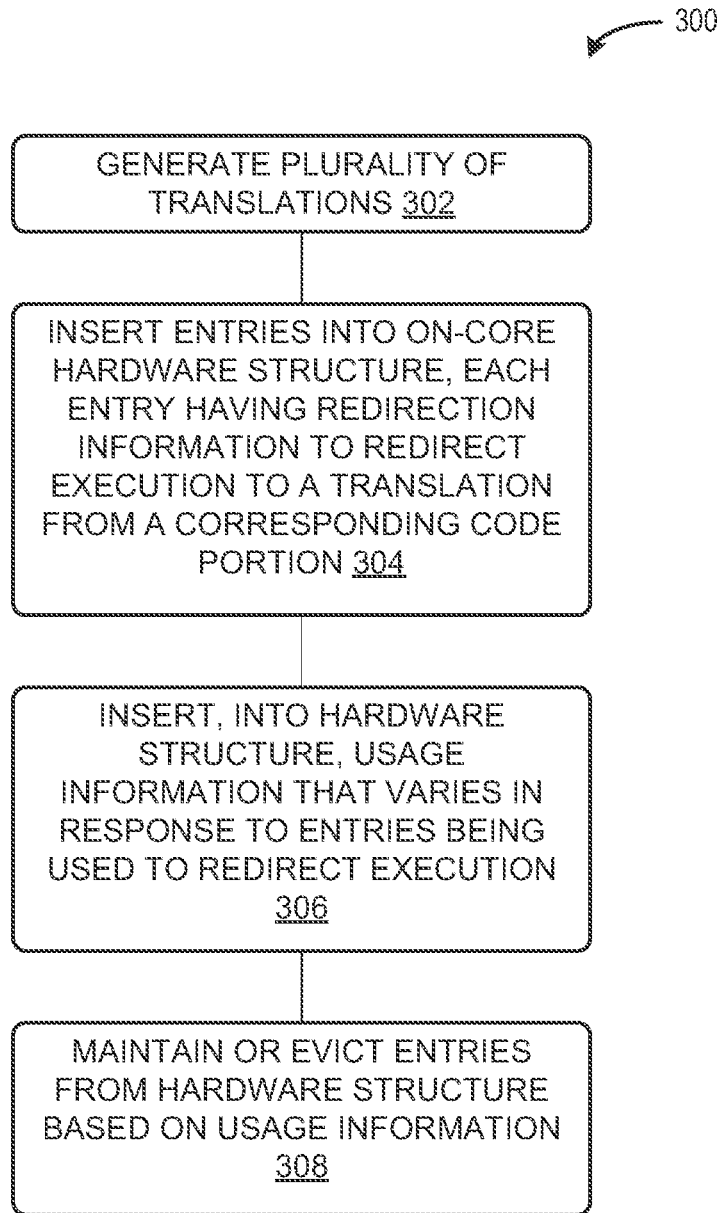 300
GENERATE PLURALITY OF
TRANSLATIONS 302
INSERT ENTRIES INTO ON-CORE
HARDWARE STRUCTURE, EACH
ENTRY HAVING REDIRECTION
INFORMATION TO REDIRECT
EXECUTION TO A TRANSLATION
FROM A CORRESPONDING CODE
PORTION 304
INSERT, INTO HARDWARE
STRUCTURE, USAGE
INFORMATION THAT VARIES IN
RESPONSE TO ENTRIES BEING
USED TO REDIRECT EXECUTION
306
MAINTAIN OR EVICT ENTRIES
FROM HARDWARE STRUCTURE
BASED ON USAGE INFORMATION
308